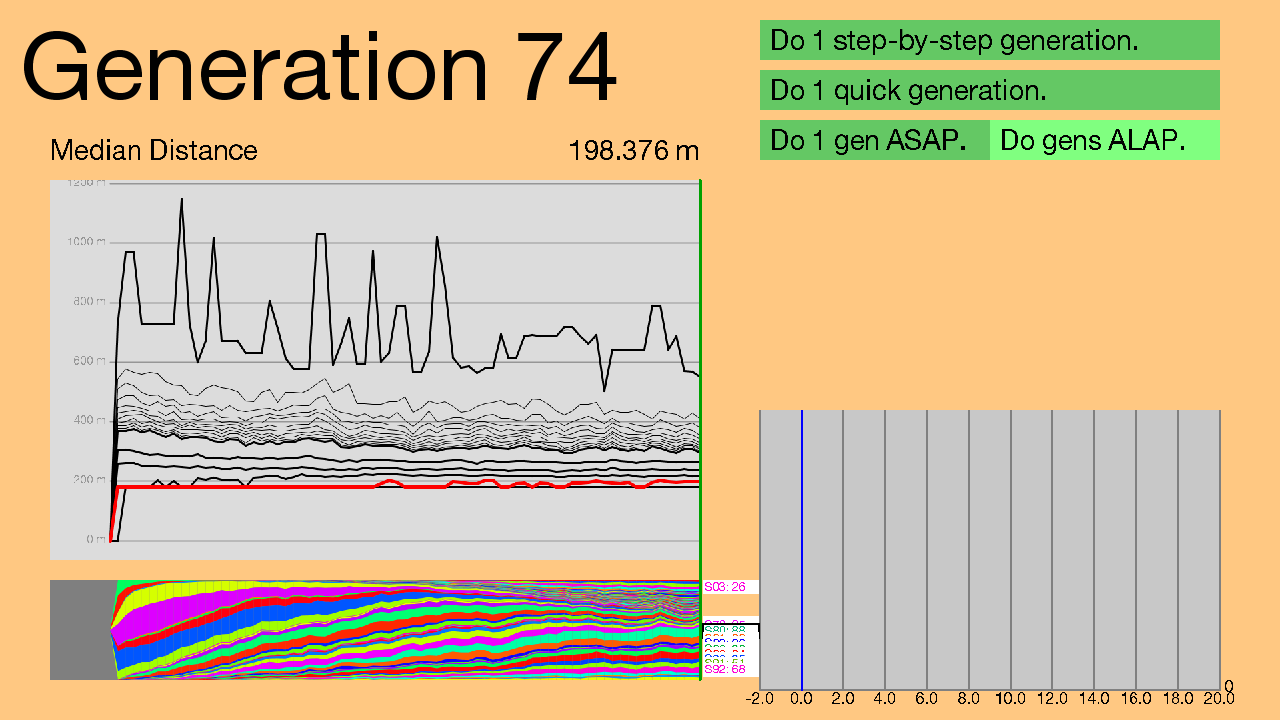 Generation 74
Do 1 step-by-step generation.
Do 1 quick generation.
Do 1 gen ASAP.
Do gens ALAP.
Median Distance
198.376 m
1200 m
1000 m
800 m
600 m
400 m
200 m
0 m
S03: 26
S92: 68
0
-2.0 0.0 2.0 4.0 6.0 8.0 10.0 12.0 14.0 16.0 18.0 20.0